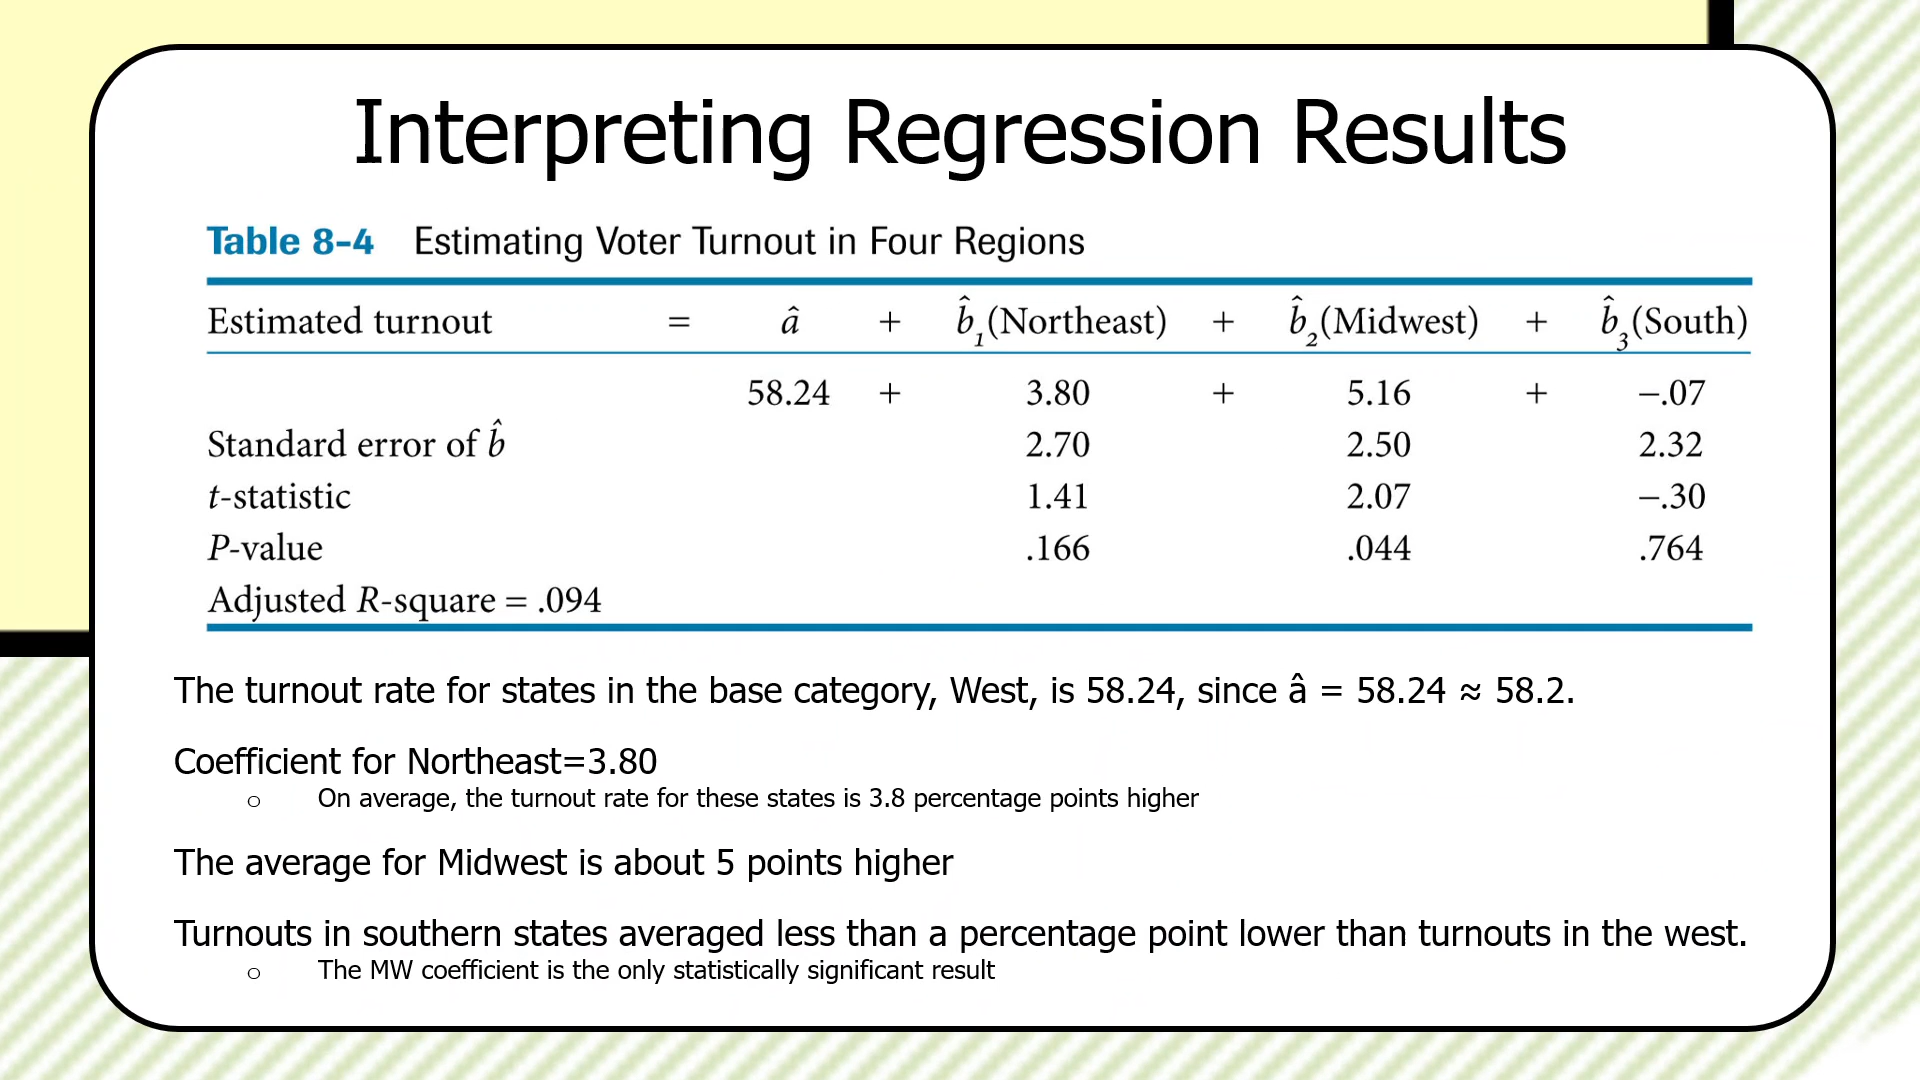 Interpreting Regression Results
Table 8-4 Estimating Voter Turnout in Four Regions
Estimated turnout = â + b̂₁(Northeast) + b̂₂(Midwest) + b̂₃(South)
58.24 + 3.80 + 5.16 + –.07
Standard error of b̂ 2.70 2.50 2.32
t-statistic 1.41 2.07 –.30
P-value .166 .044 .764
Adjusted R-square = .094
The turnout rate for states in the base category, West, is 58.24, since â = 58.24 ≈ 58.2.
Coefficient for Northeast=3.80
○ On average, the turnout rate for these states is 3.8 percentage points higher
The average for Midwest is about 5 points higher
Turnouts in southern states averaged less than a percentage point lower than turnouts in the west.
○ The MW coefficient is the only statistically significant result